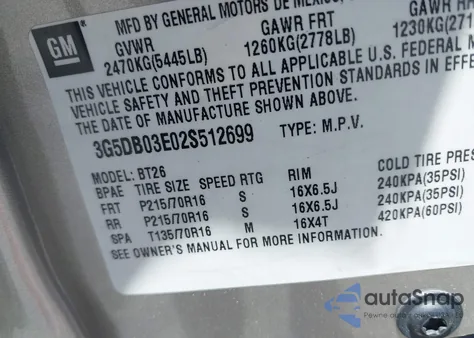 GM
MFD BY GENERAL MOTORS DE MEXICO,
GVWR GAWR FRT GAWR RR
2470KG(5445LB) 1260KG(2778LB) 1230KG(271
THIS VEHICLE CONFORMS TO ALL APPLICABLE U.S. FEDERAL M
VEHICLE SAFETY AND THEFT PREVENTION STANDARDS IN EFFE
THE DATE OF MANUFACTURE SHOWN ABOVE.
3G5DB03E02S512699 TYPE: M.P.V.
MODEL: BT26 COLD TIRE PRES
BPAE TIRE SIZE SPEED RTG RIM
FRT P215/70R16 S 16X6.5J 240KPA(35PSI)
RR P215/70R16 S 16X6.5J 240KPA(35PSI)
SPA T135/70R16 M 16X4T 420KPA(60PSI)
SEE OWNER'S MANUAL FOR MORE INFORMATION.
autoSnap